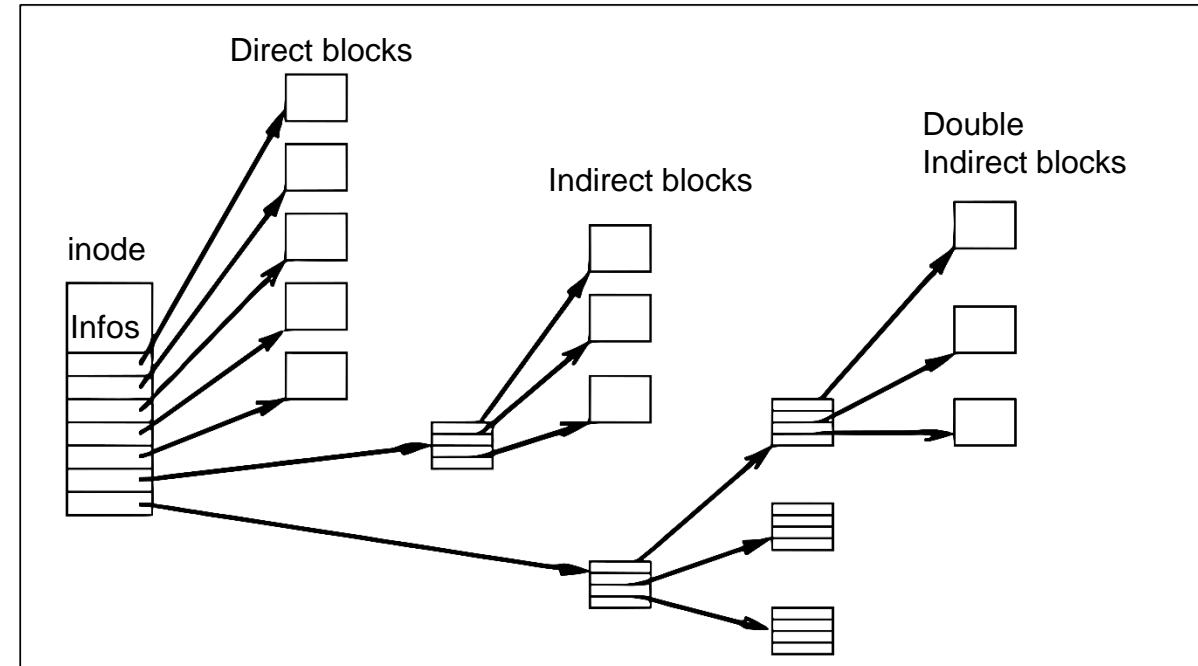 Direct blocks
Double
Indirect blocks
Indirect blocks
inode
Infos